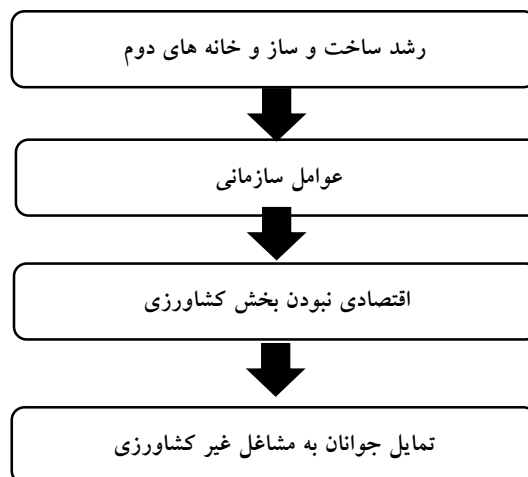 رشد ساخت و ساز و خانه های دوم
عوامل سازمانی
اقتصادی نبودن بخش کشاورزی
تمایل جوانان به مشاغل غیر کشاورزی